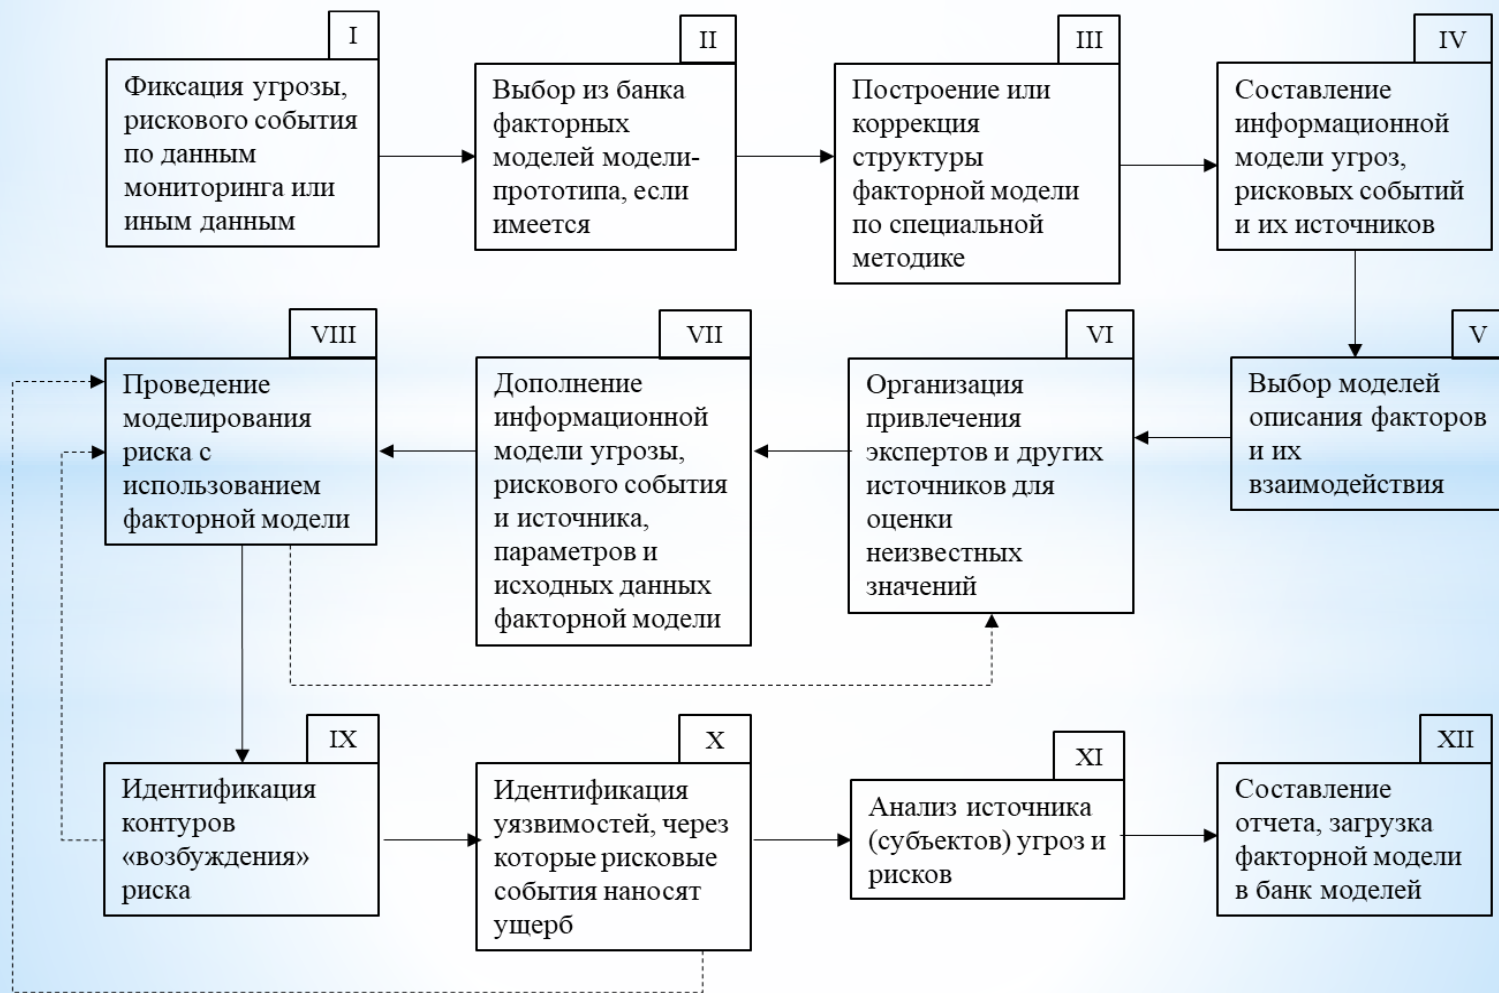 I
Фиксация угрозы,
рискового события
по данным
мониторинга или
иным данным
II
Выбор из банка
факторных
моделей модели-
прототипа, если
имеется
III
Построение или
коррекция
структуры
факторной модели
по специальной
методике
IV
Составление
информационной
модели угроз,
рисковых событий
и их источников
VIII
Проведение
моделирования
риска с
использованием
факторной модели
VII
Дополнение
информационной
модели угрозы,
рискового события
и источника,
параметров и
исходных данных
факторной модели
VI
Организация
привлечения
экспертов и других
источников для
оценки
неизвестных
значений
V
Выбор моделей
описания факторов
и их
взаимодействия
IX
Идентификация
контуров
«возбуждения»
риска
X
Идентификация
уязвимостей, через
которые рисковые
события наносят
ущерб
XI
Анализ источника
(субъектов) угроз и
рисков
XII
Составление
отчета, загрузка
факторной модели
в банк моделей